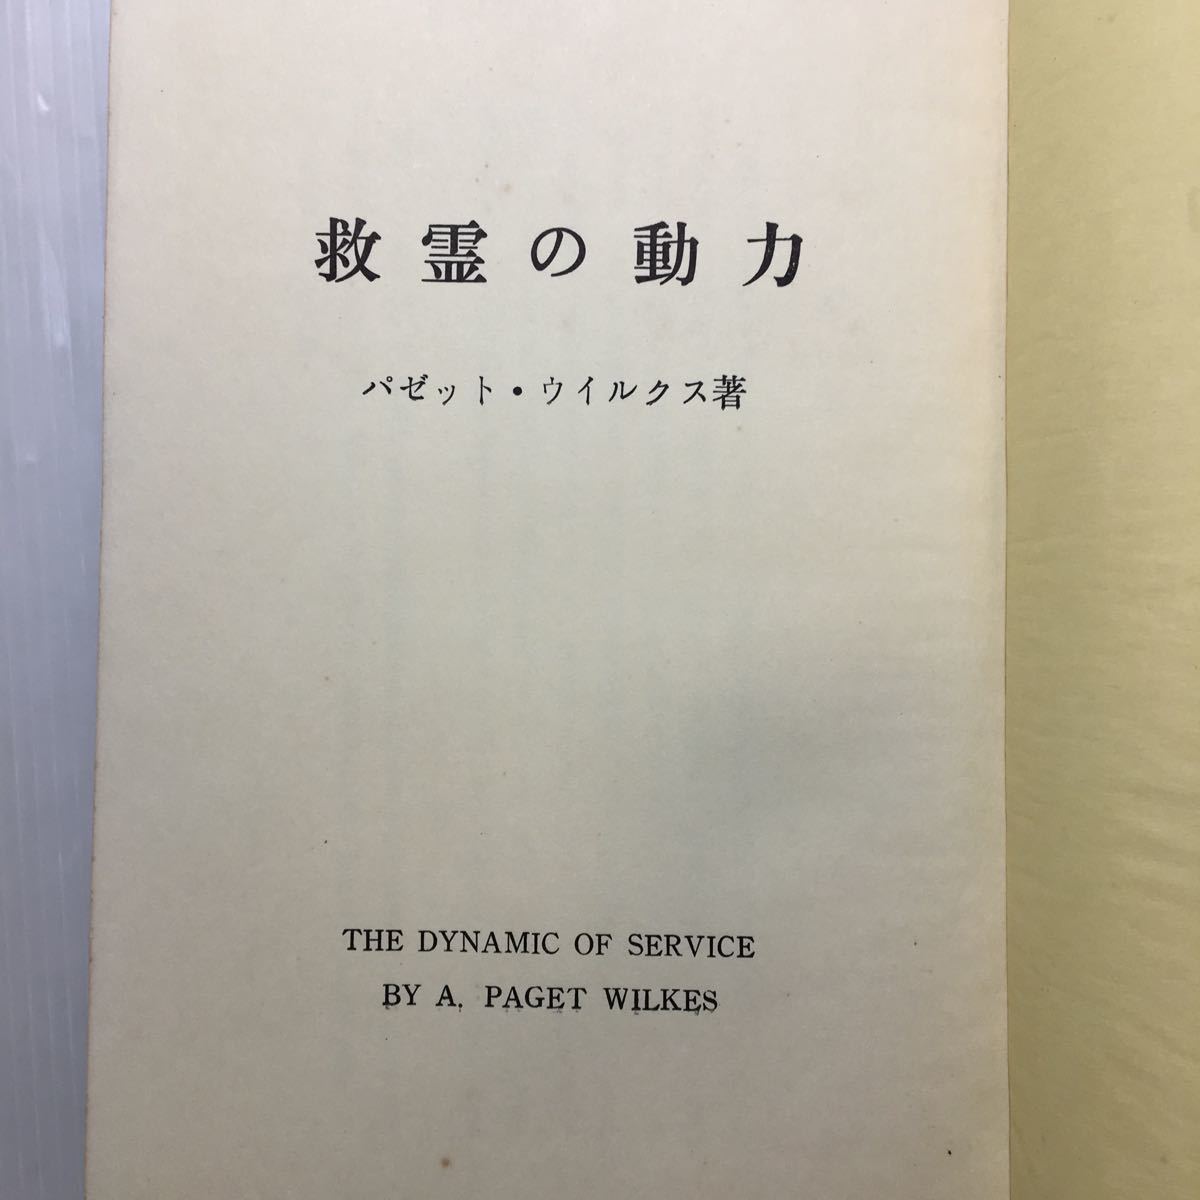 救霊の動力
パゼット・ウイルクス著
THE DYNAMIC OF SERVICE
BY A. PAGET WILKES